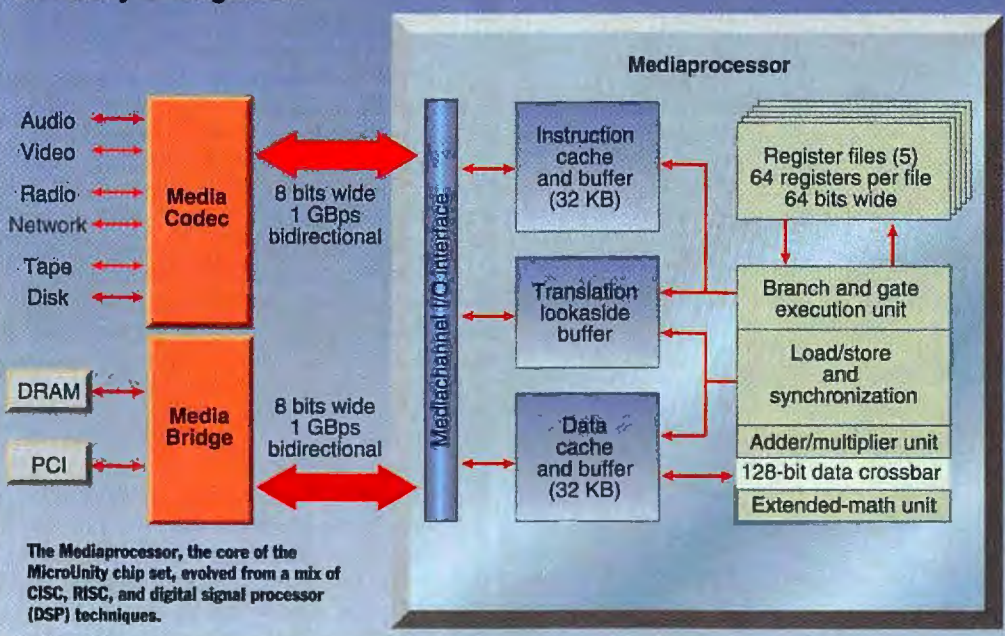 Mediaprocessor
Audio
Video
Radio
Network
Tape
Disk
Media
Codec
8 bits wide
1 GBps
bidirectional
DRAM
PCI
Media
Bridge
8 bits wide
1 GBps
bidirectional
Mediachannel I/O interface
Instruction
cache
and buffer
(32 KB)
Translation
lookaside
buffer
Data
cache
and buffer
(32 KB)
Register files (5)
64 registers per file
64 bits wide
Branch and gate
execution unit
Load/store
and
synchronization
Adder/multiplier unit
128-bit data crossbar
Extended-math unit
The Mediaprocessor, the core of the
MicroUnity chip set, evolved from a mix of
CISC, RISC, and digital signal processor
(DSP) techniques.